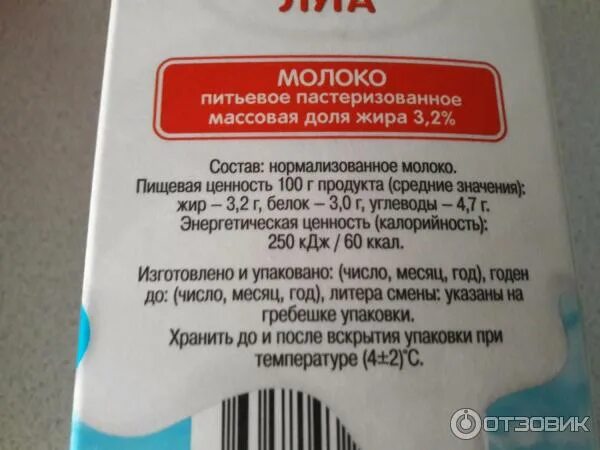 МОЛОКО
питьевое пастеризованное
массовая доля жира 3,2%
Состав: нормализованное молоко.
Пищевая ценность 100 г продукта (средние значения):
жир – 3,2 г, белок – 3,0 г, углеводы – 4,7 г.
Энергетическая ценность (калорийность):
250 кДж / 60 ккал.
Изготовлено и упаковано: (число, месяц, год), годен
до: (число, месяц, год), литера смены: указаны на
гребешке упаковки.
Хранить до и после вскрытия упаковки при
температуре (4±2)°С.
ОТЗОВИК